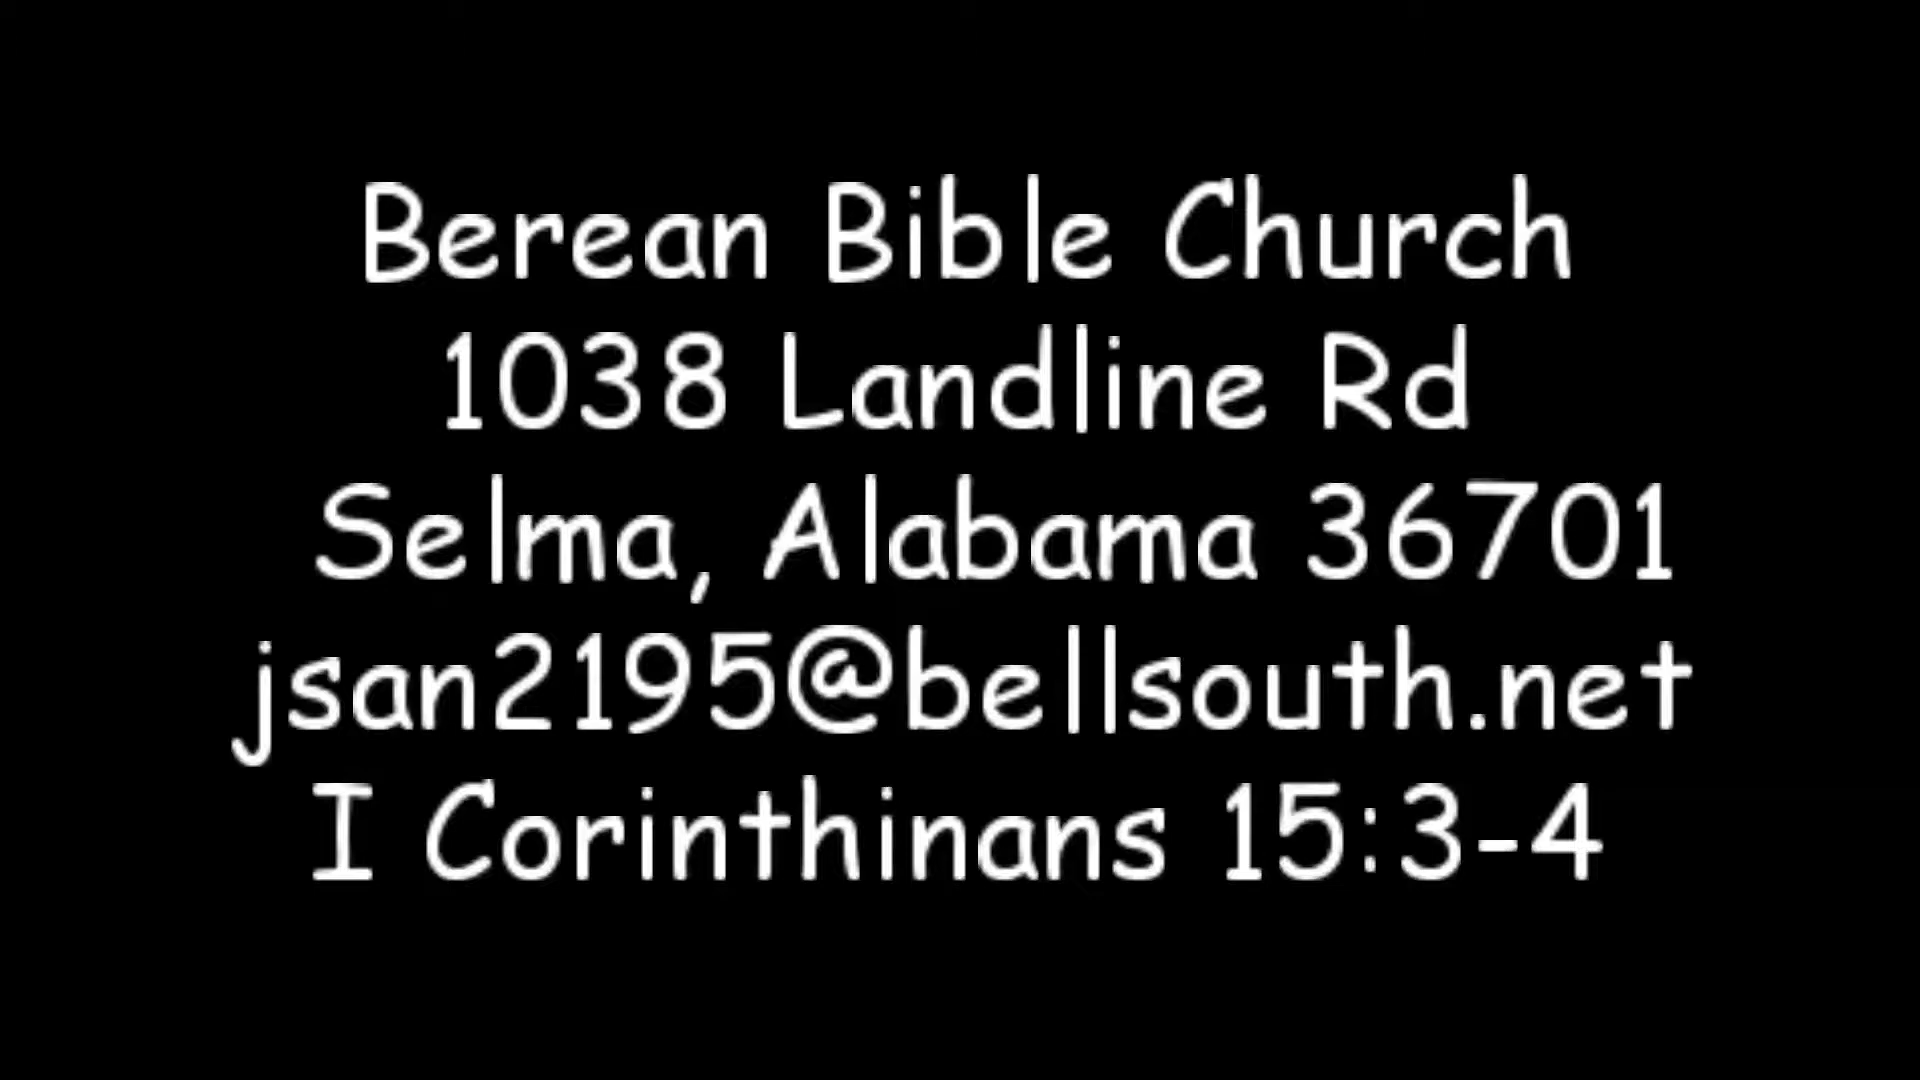 Berean Bible Church
1038 Landline Rd
Selma, Alabama 36701
jsan2195@bellsouth.net
I Corinthinans 15:3-4